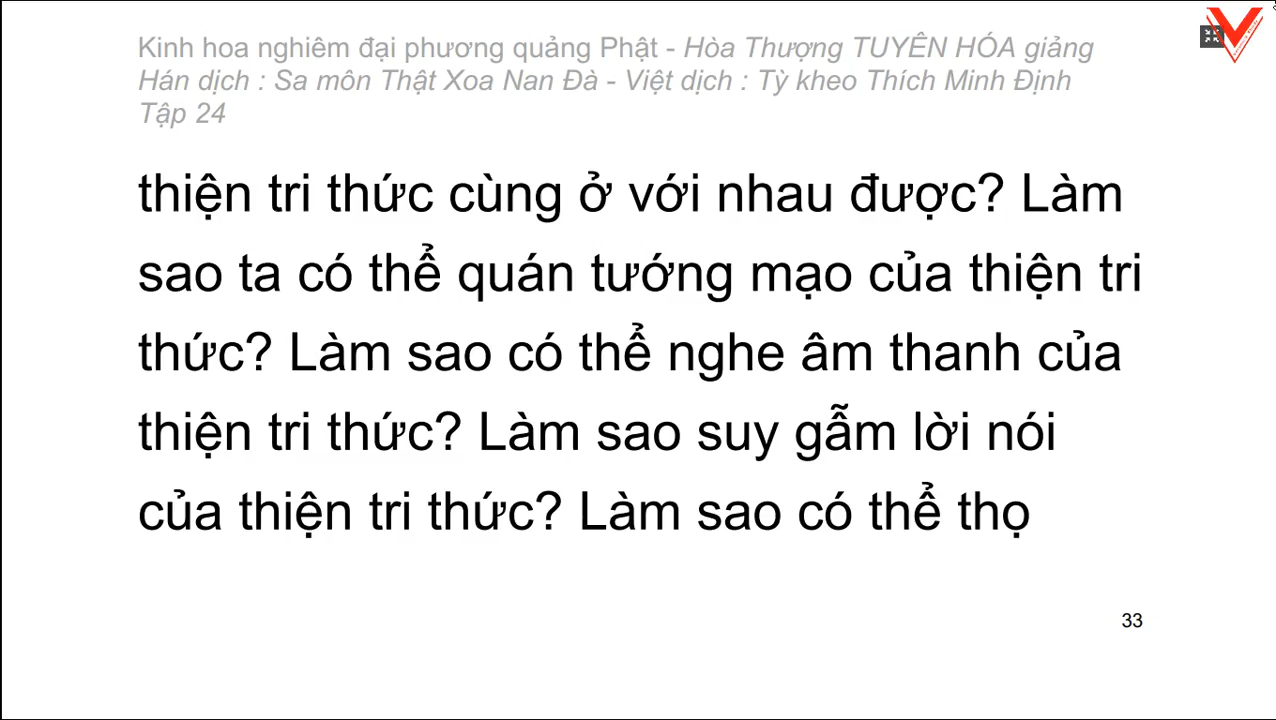 Kinh hoa nghiêm đại phương quảng Phật - Hòa Thượng TUYÊN HÓA giảng
Hán dịch : Sa môn Thật Xoa Nan Đà - Việt dịch : Tỳ kheo Thích Minh Định
Tập 24
thiện tri thức cùng ở với nhau được? Làm
sao ta có thể quán tướng mạo của thiện tri
thức? Làm sao có thể nghe âm thanh của
thiện tri thức? Làm sao suy gẫm lời nói
của thiện tri thức? Làm sao có thể thọ
33